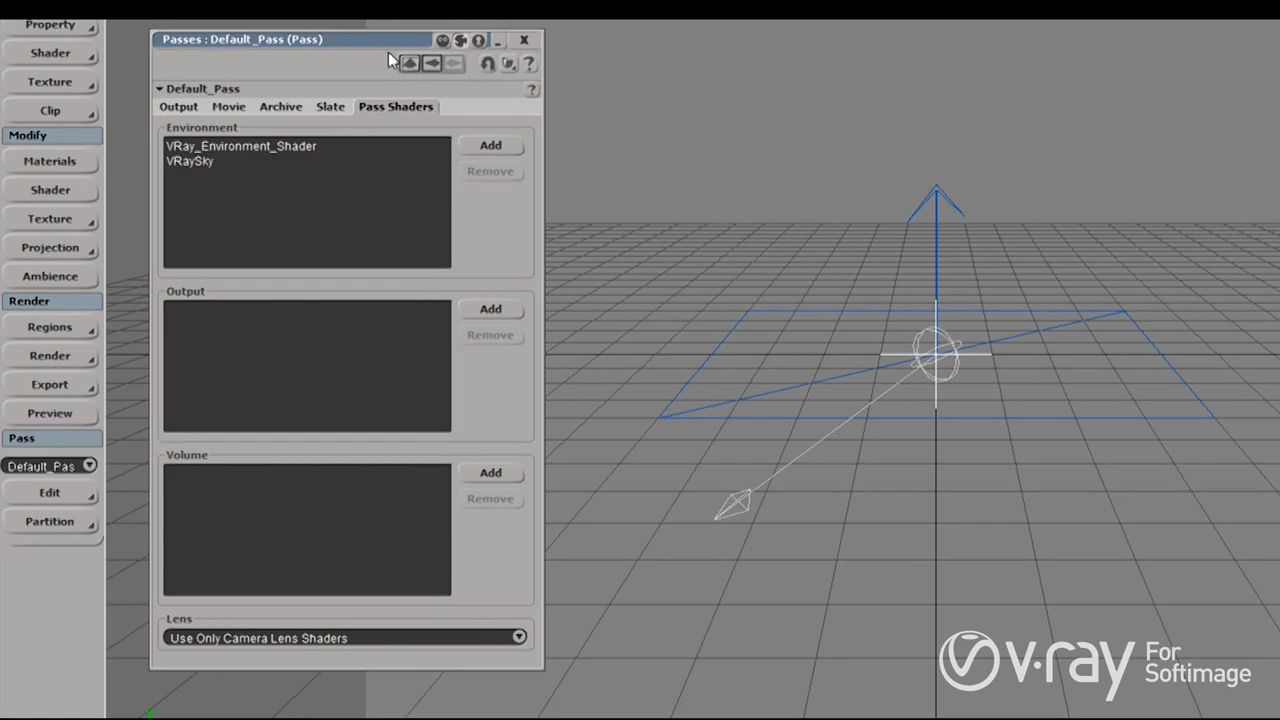 Property
Shader
Texture
Clip
Modify
Materials
Shader
Texture
Projection
Ambience
Render
Regions
Render
Export
Preview
Pass
Default_Pas
Edit
Partition
Passes : Default_Pass (Pass)
Default_Pass
Output Movie Archive Slate Pass Shaders
Environment
VRay_Environment_Shader
VRaySky
Add
Remove
Output
Add
Remove
Volume
Add
Remove
Lens
Use Only Camera Lens Shaders
v·ray For
Softimage